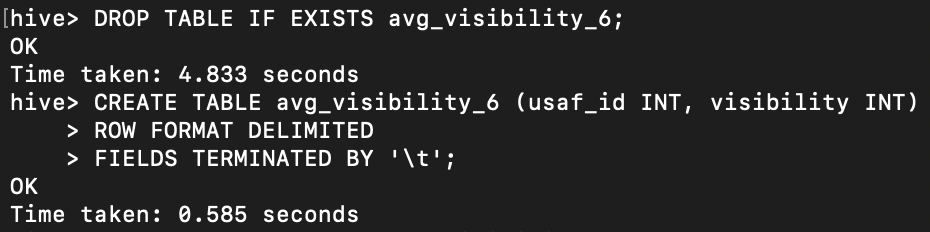 [hive> DROP TABLE IF EXISTS avg_visibility_6;
OK
Time taken: 4.833 seconds
hive> CREATE TABLE avg_visibility_6 (usaf_id INT, visibility INT)
    > ROW FORMAT DELIMITED
    > FIELDS TERMINATED BY '\t';
OK
Time taken: 0.585 seconds